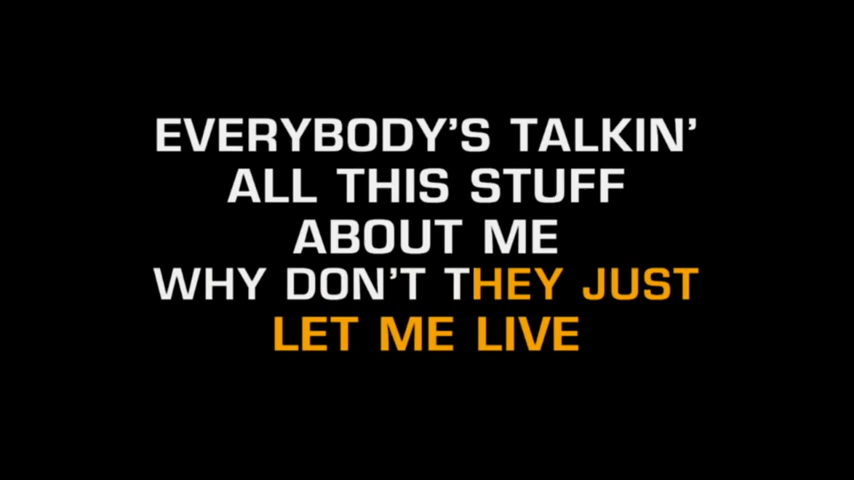 EVERYBODY’S TALKIN’
ALL THIS STUFF
ABOUT ME
WHY DON’T THEY JUST
LET ME LIVE